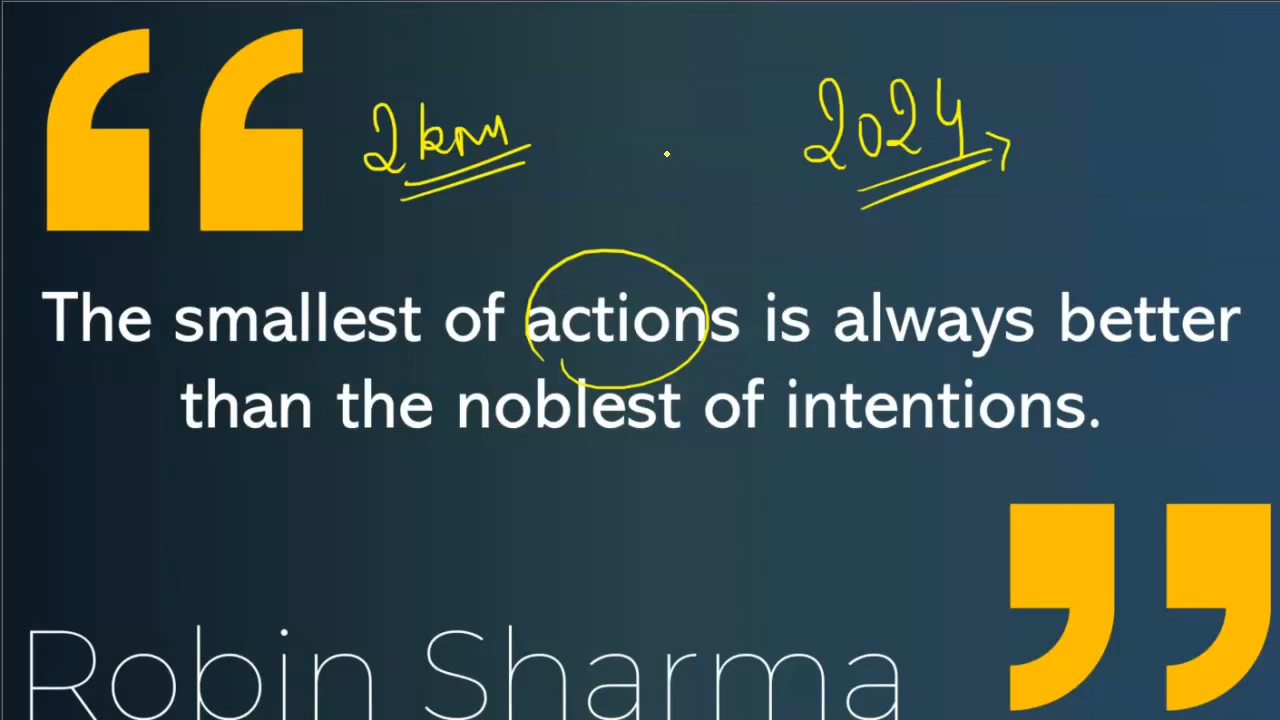 2km 2024
The smallest of actions is always better
than the noblest of intentions.
Robin Sharma